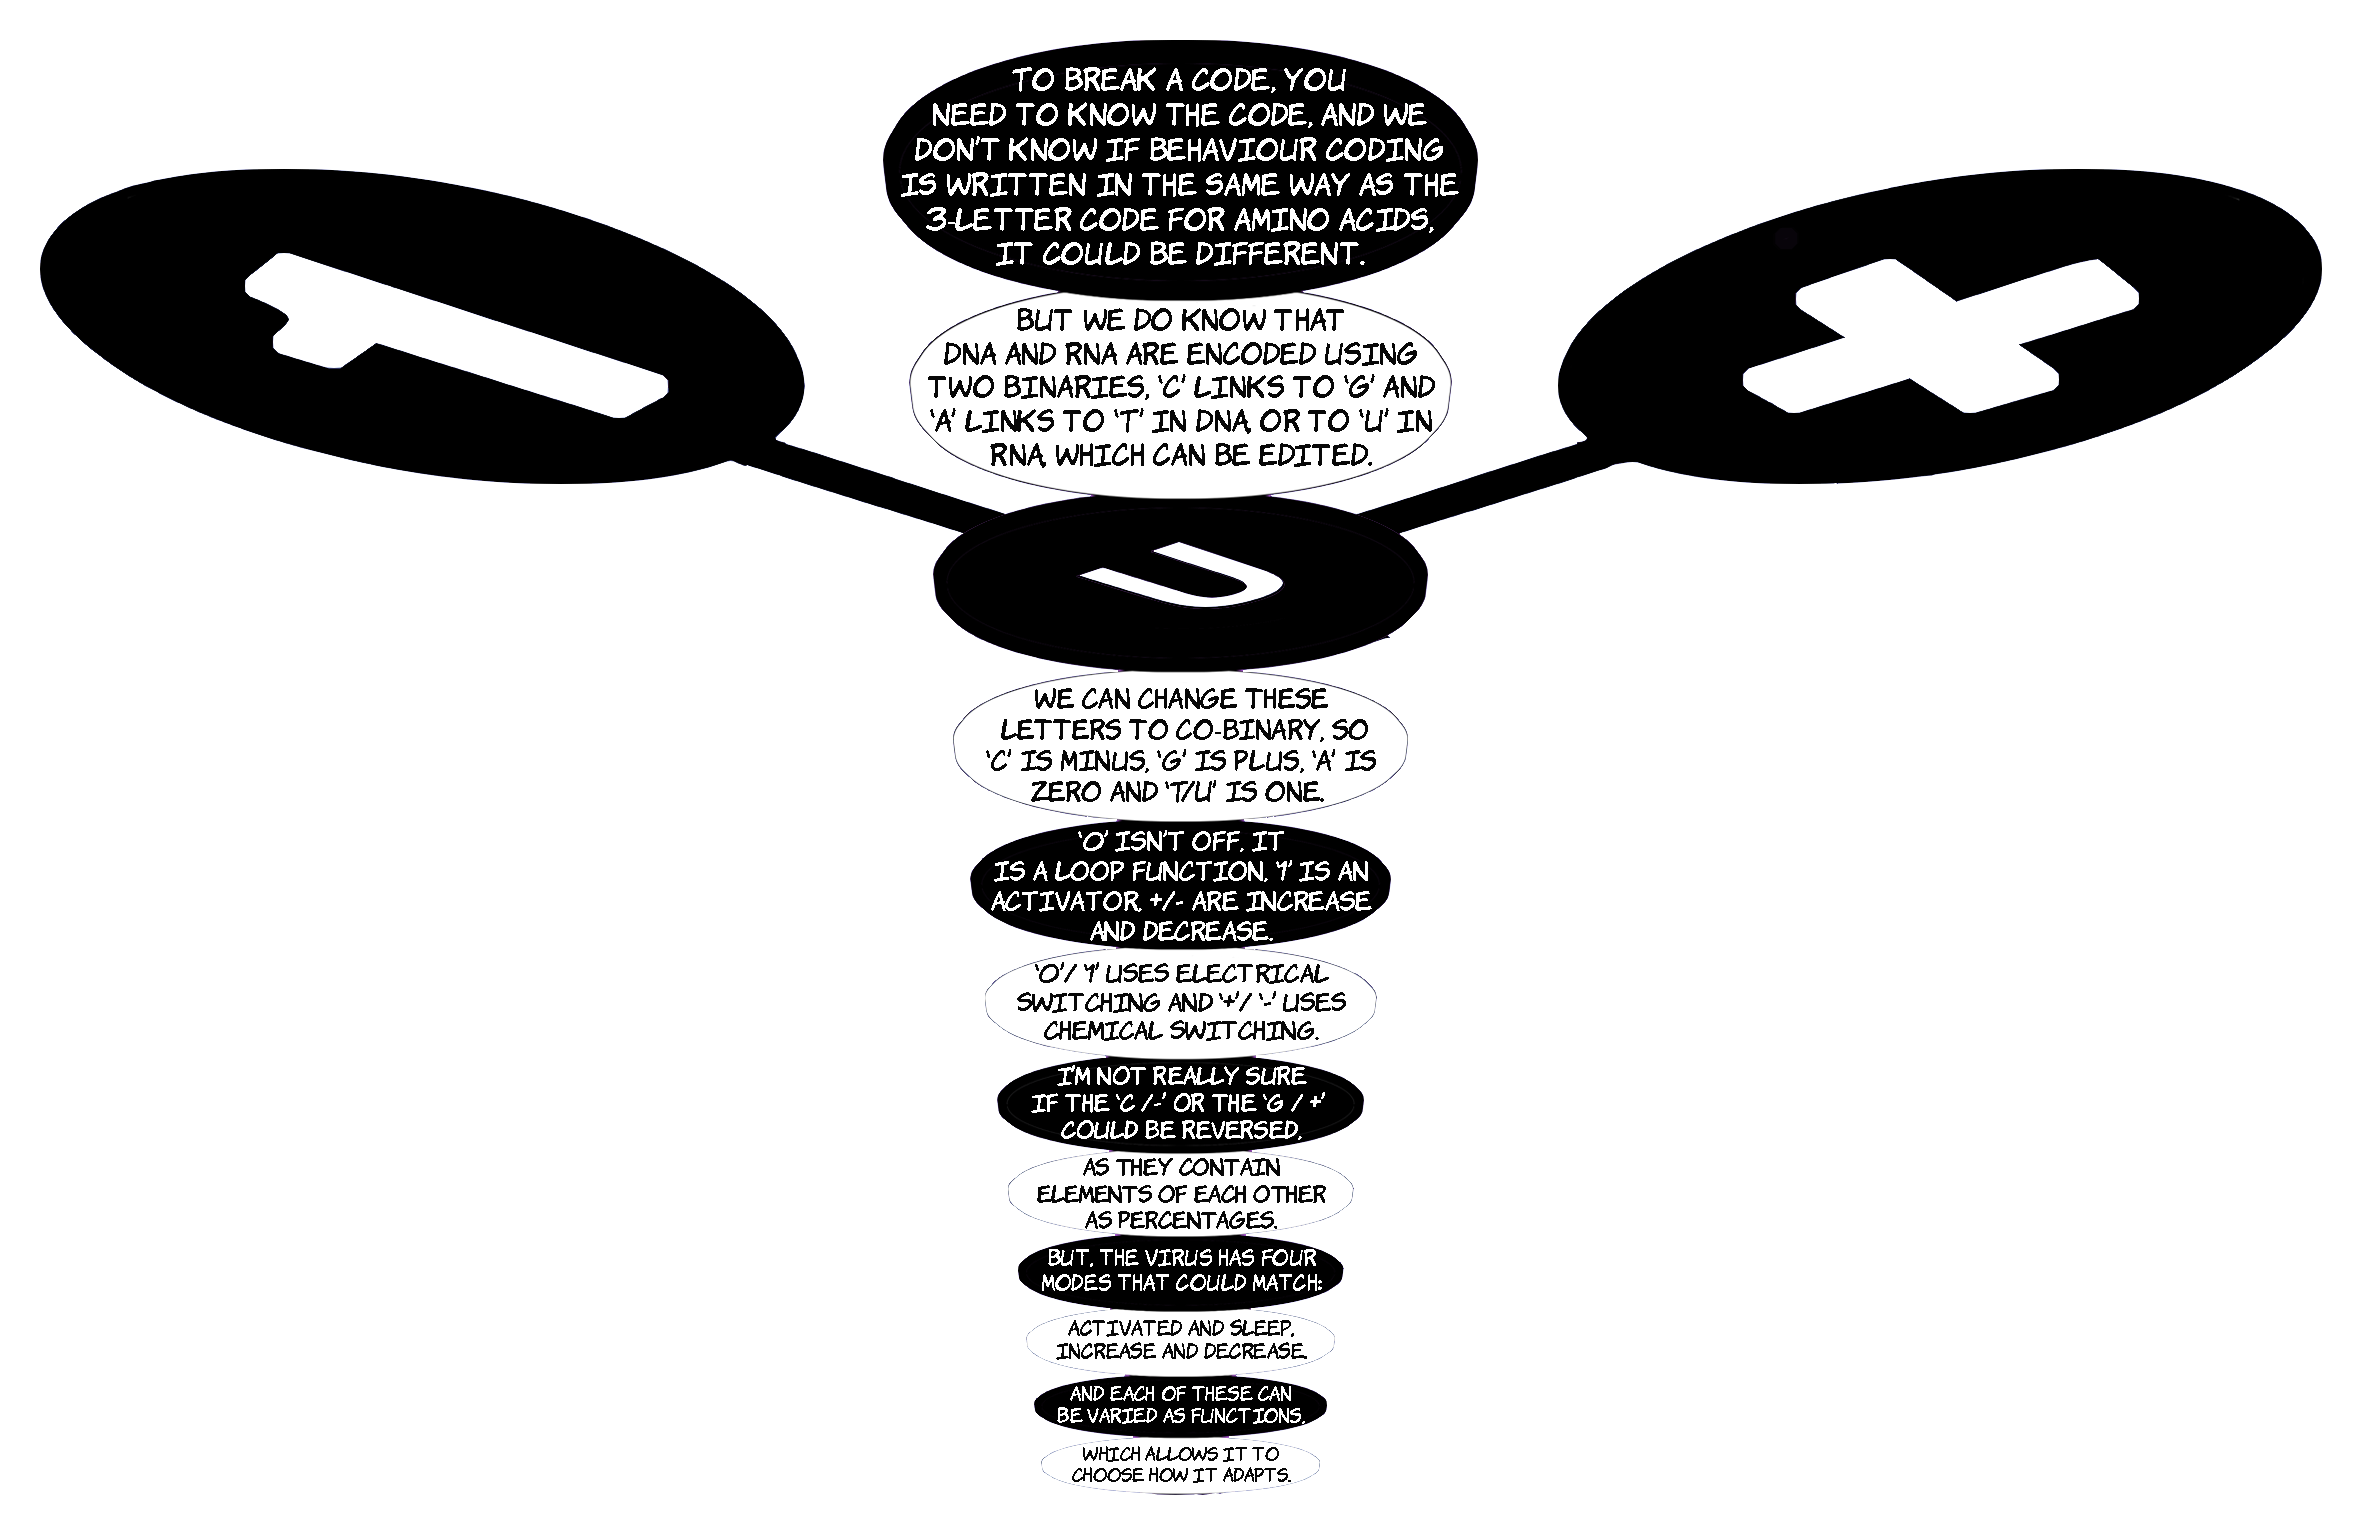 TO BREAK A CODE, YOU
NEED TO KNOW THE CODE, AND WE
DON'T KNOW IF BEHAVIOUR CODING
IS WRITTEN IN THE SAME WAY AS THE
3-LETTER CODE FOR AMINO ACIDS,
IT COULD BE DIFFERENT.
1
+
BUT WE DO KNOW THAT
DNA AND RNA ARE ENCODED USING
TWO BINARIES, 'C' LINKS TO 'G' AND
'A' LINKS TO 'T' IN DNA, OR TO 'U' IN
RNA, WHICH CAN BE EDITED.
U
WE CAN CHANGE THESE
LETTERS TO CO-BINARY, SO
'C' IS MINUS, 'G' IS PLUS, 'A' IS
ZERO AND 'T/U' IS ONE.
'O' ISN'T OFF, IT
IS A LOOP FUNCTION, '1' IS AN
ACTIVATOR, +/- ARE INCREASE
AND DECREASE.
'O'/ '1' USES ELECTRICAL
SWITCHING AND '+'/ '-' USES
CHEMICAL SWITCHING.
I'M NOT REALLY SURE
IF THE 'C /-' OR THE 'G / +'
COULD BE REVERSED,
AS THEY CONTAIN
ELEMENTS OF EACH OTHER
AS PERCENTAGES.
BUT, THE VIRUS HAS FOUR
MODES THAT COULD MATCH:
ACTIVATED AND SLEEP,
INCREASE AND DECREASE.
AND EACH OF THESE CAN
BE VARIED AS FUNCTIONS,
WHICH ALLOWS IT TO
CHOOSE HOW IT ADAPTS.